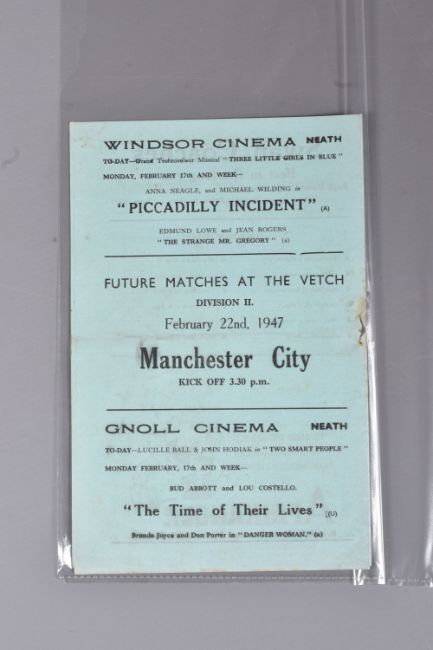 WINDSOR CINEMA NEATH
TO-DAY—Grand Technicolour Musical "THREE LITTLE GIRLS IN BLUE"
MONDAY, FEBRUARY 17th AND WEEK—
ANNA NEAGLE, and MICHAEL WILDING in
"PICCADILLY INCIDENT" (A)
EDMUND LOWE and JEAN ROGERS
"THE STRANGE MR. GREGORY" (A)
FUTURE MATCHES AT THE VETCH
DIVISION II.
February 22nd, 1947
Manchester City
KICK OFF 3.30 p.m.
GNOLL CINEMA NEATH
TO-DAY—LUCILLE BALL & JOHN HODIAK in "TWO SMART PEOPLE"
MONDAY FEBRUARY, 17th AND WEEK—
BUD ABBOTT and LOU COSTELLO.
"The Time of Their Lives" (U)
Brenda Joyce and Don Porter in "DANGER WOMAN." (a)